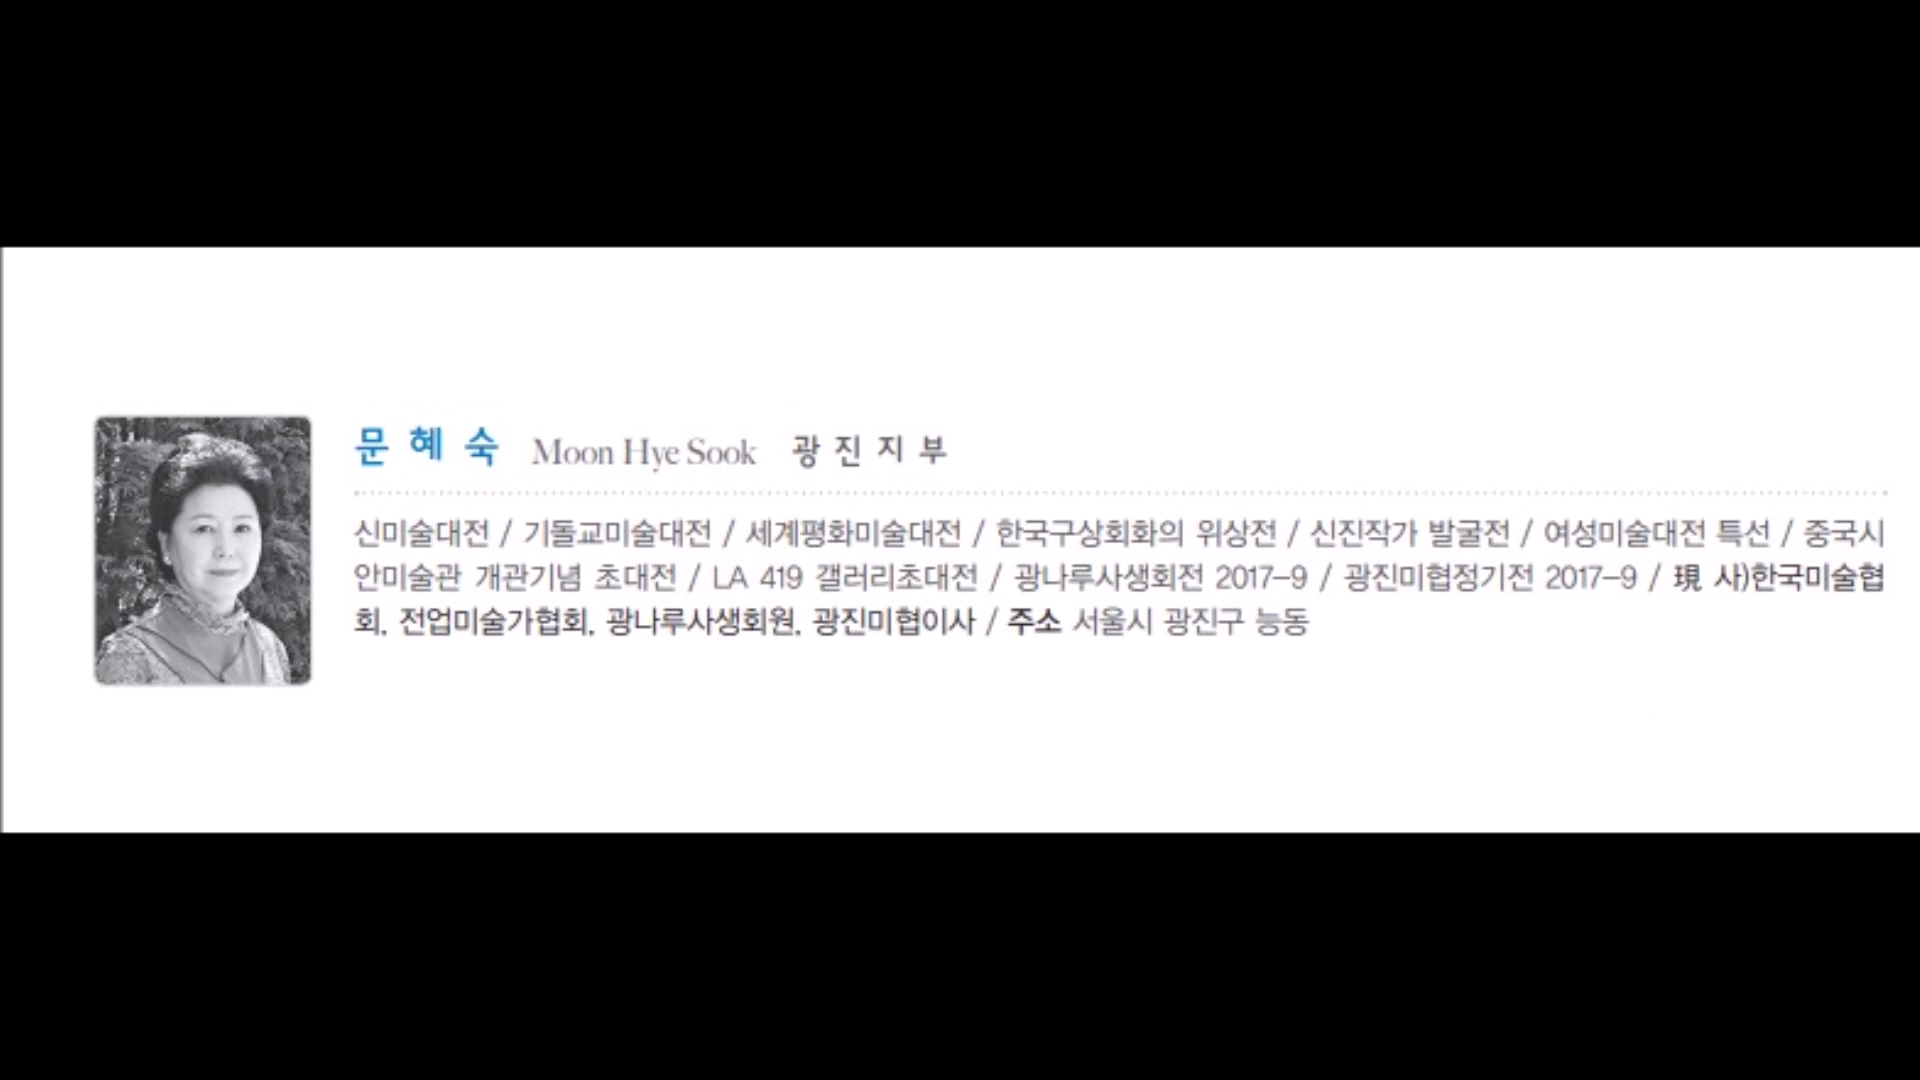 문 혜 숙 Moon Hye Sook 광 진 지 부
신미술대전 / 기돌교미술대전 / 세계평화미술대전 / 한국구상회화의 위상전 / 신진작가 발굴전 / 여성미술대전 특선 / 중국시
안미술관 개관기념 초대전 / LA 419 갤러리초대전 / 광나루사생회전 2017-9 / 광진미협정기전 2017-9 / 現 사)한국미술협
회, 전업미술가협회, 광나루사생회원, 광진미협이사 / 주소 서울시 광진구 능동